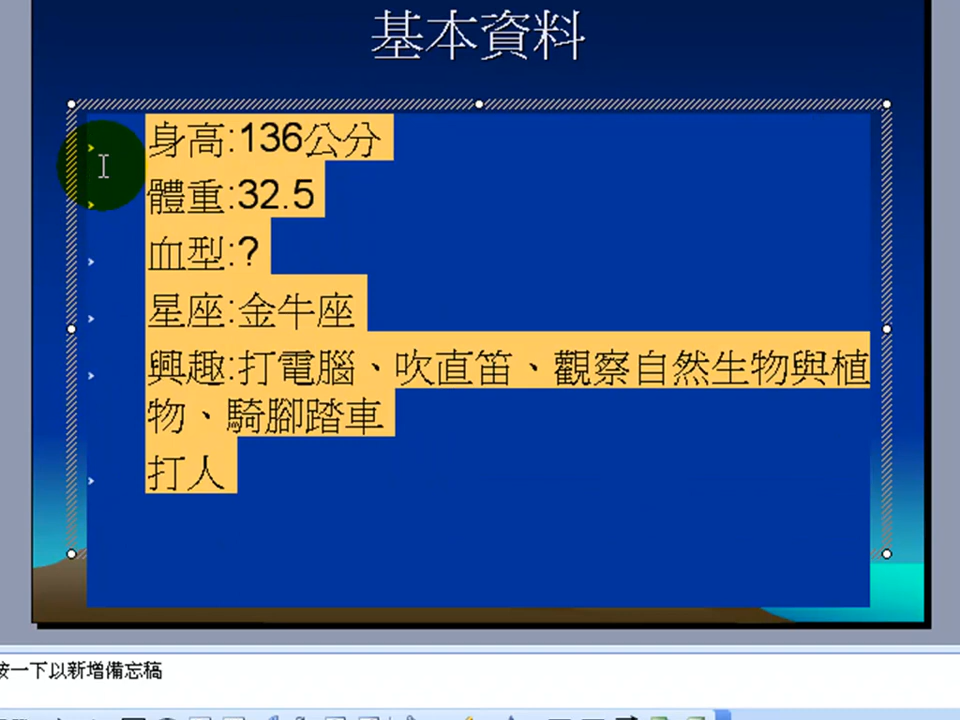 基本資料
身高:136公分
體重:32.5
血型:?
星座:金牛座
興趣:打電腦、吹直笛、觀察自然生物與植
物、騎腳踏車
打人
按一下以新增備忘稿